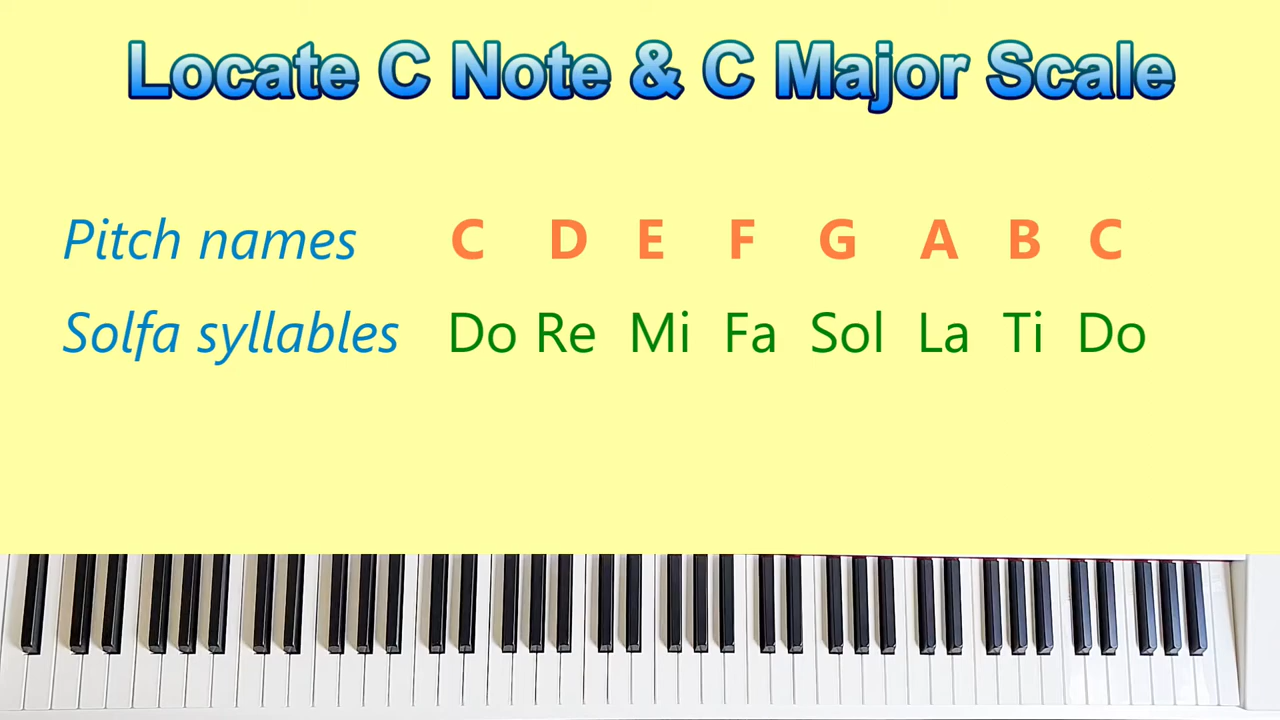 Locate C Note & C Major Scale
Pitch names C D E F G A B C
Solfa syllables Do Re Mi Fa Sol La Ti Do